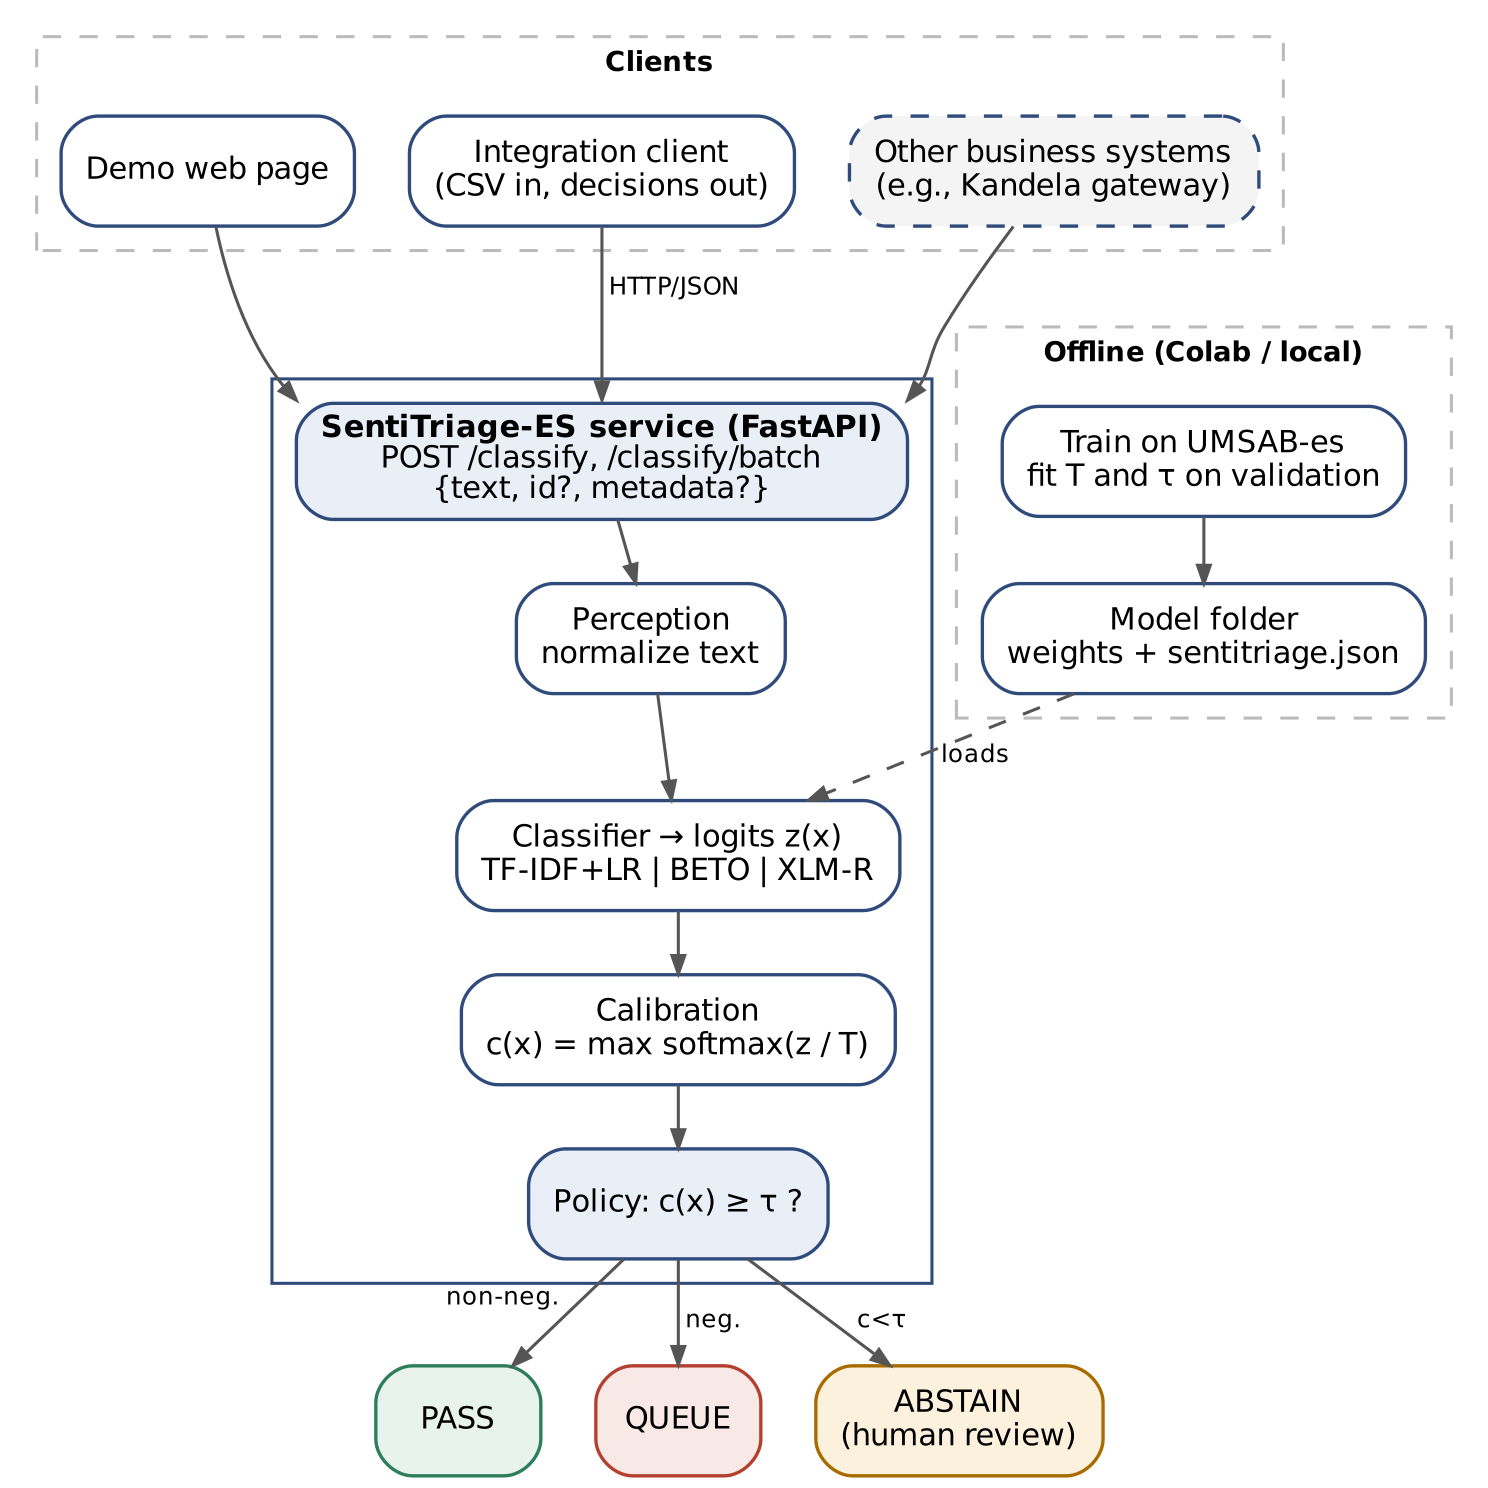 Clients
Demo web page
Integration client
(CSV in, decisions out)
Other business systems
(e.g., Kandela gateway)
HTTP/JSON
Offline (Colab / local)
SentiTriage-ES service (FastAPI)
POST /classify, /classify/batch
{text, id?, metadata?}
Train on UMSAB-es
fit T and τ on validation
Perception
normalize text
Model folder
weights + sentitriage.json
loads
Classifier → logits z(x)
TF-IDF+LR | BETO | XLM-R
Calibration
c(x) = max softmax(z / T)
Policy: c(x) ≥ τ ?
non-neg.
neg.
c<τ
PASS
QUEUE
ABSTAIN
(human review)